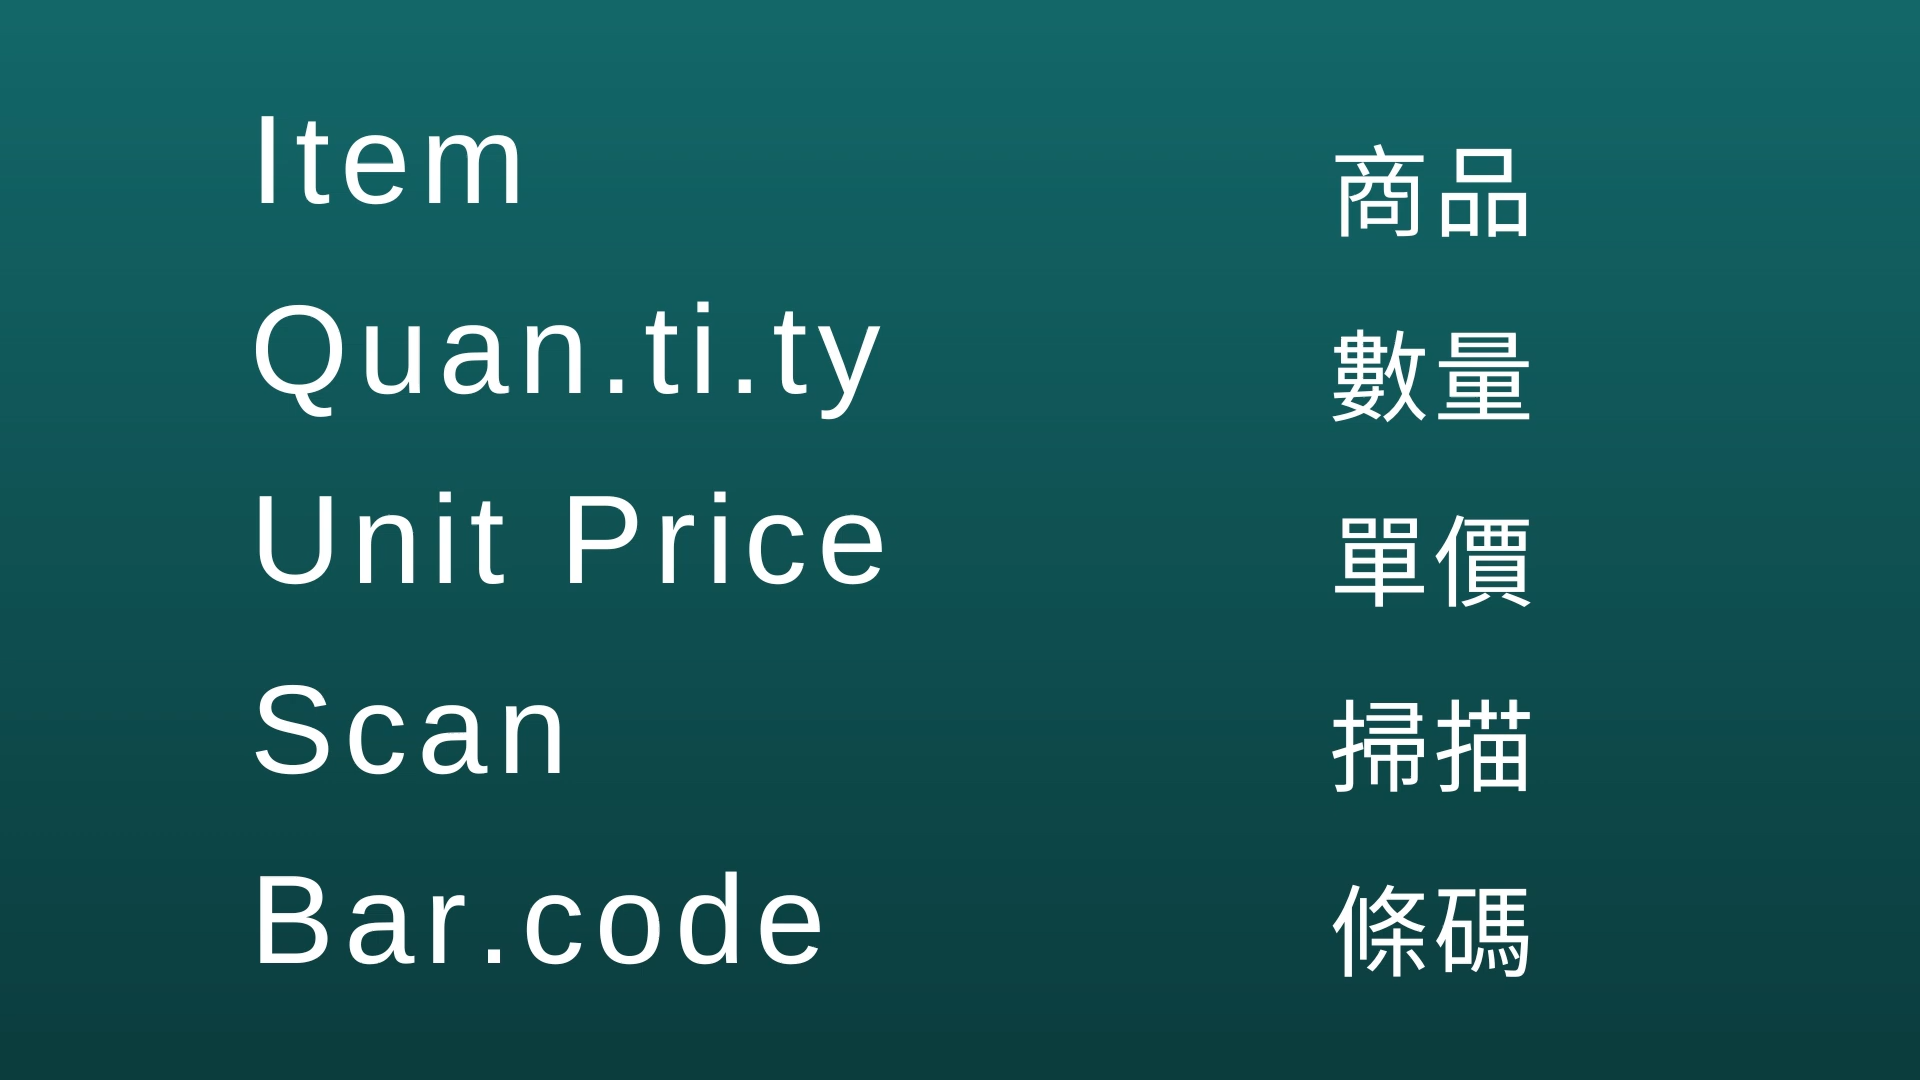 Item 商品
Quan.ti.ty 數量
Unit Price 單價
Scan 掃描
Bar.code 條碼